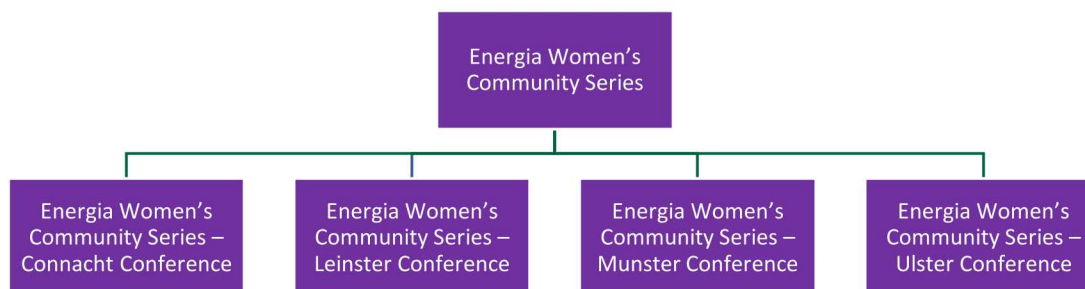 Energia Women's
Community Series
Energia Women's
Community Series –
Connacht Conference
Energia Women's
Community Series –
Leinster Conference
Energia Women's
Community Series –
Munster Conference
Energia Women's
Community Series –
Ulster Conference